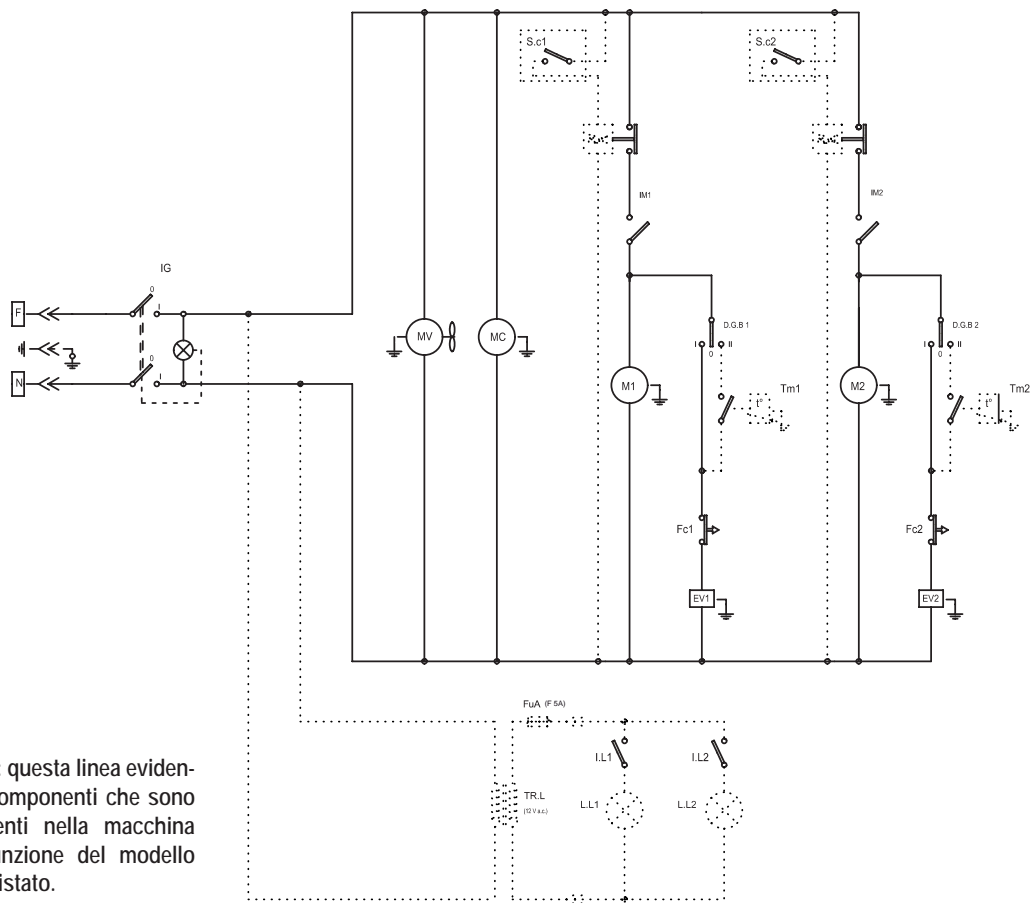 S.c1
S.c2
IM1
IM2
IG
0
I
F
N
0
I
MV
MC
D.G.B 1
I
0
II
M1
Tm1
t°
D.G.B 2
I
0
II
M2
Tm2
t°
Fc1
Fc2
EV1
EV2
FuA (F 5A)
I.L1
I.L2
TR.L
(12 V a.c.)
L.L1
L.L2
: questa linea eviden-
omponenti che sono
enti nella macchina
unzione del modello
istato.